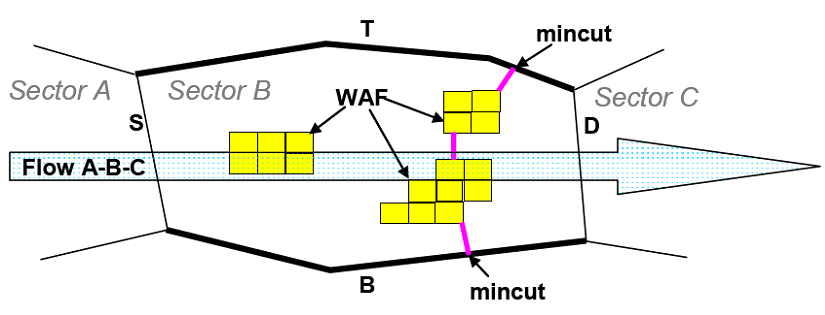 T
mincut
Sector A
Sector B
WAF
Sector C
S
D
Flow A-B-C
B
mincut